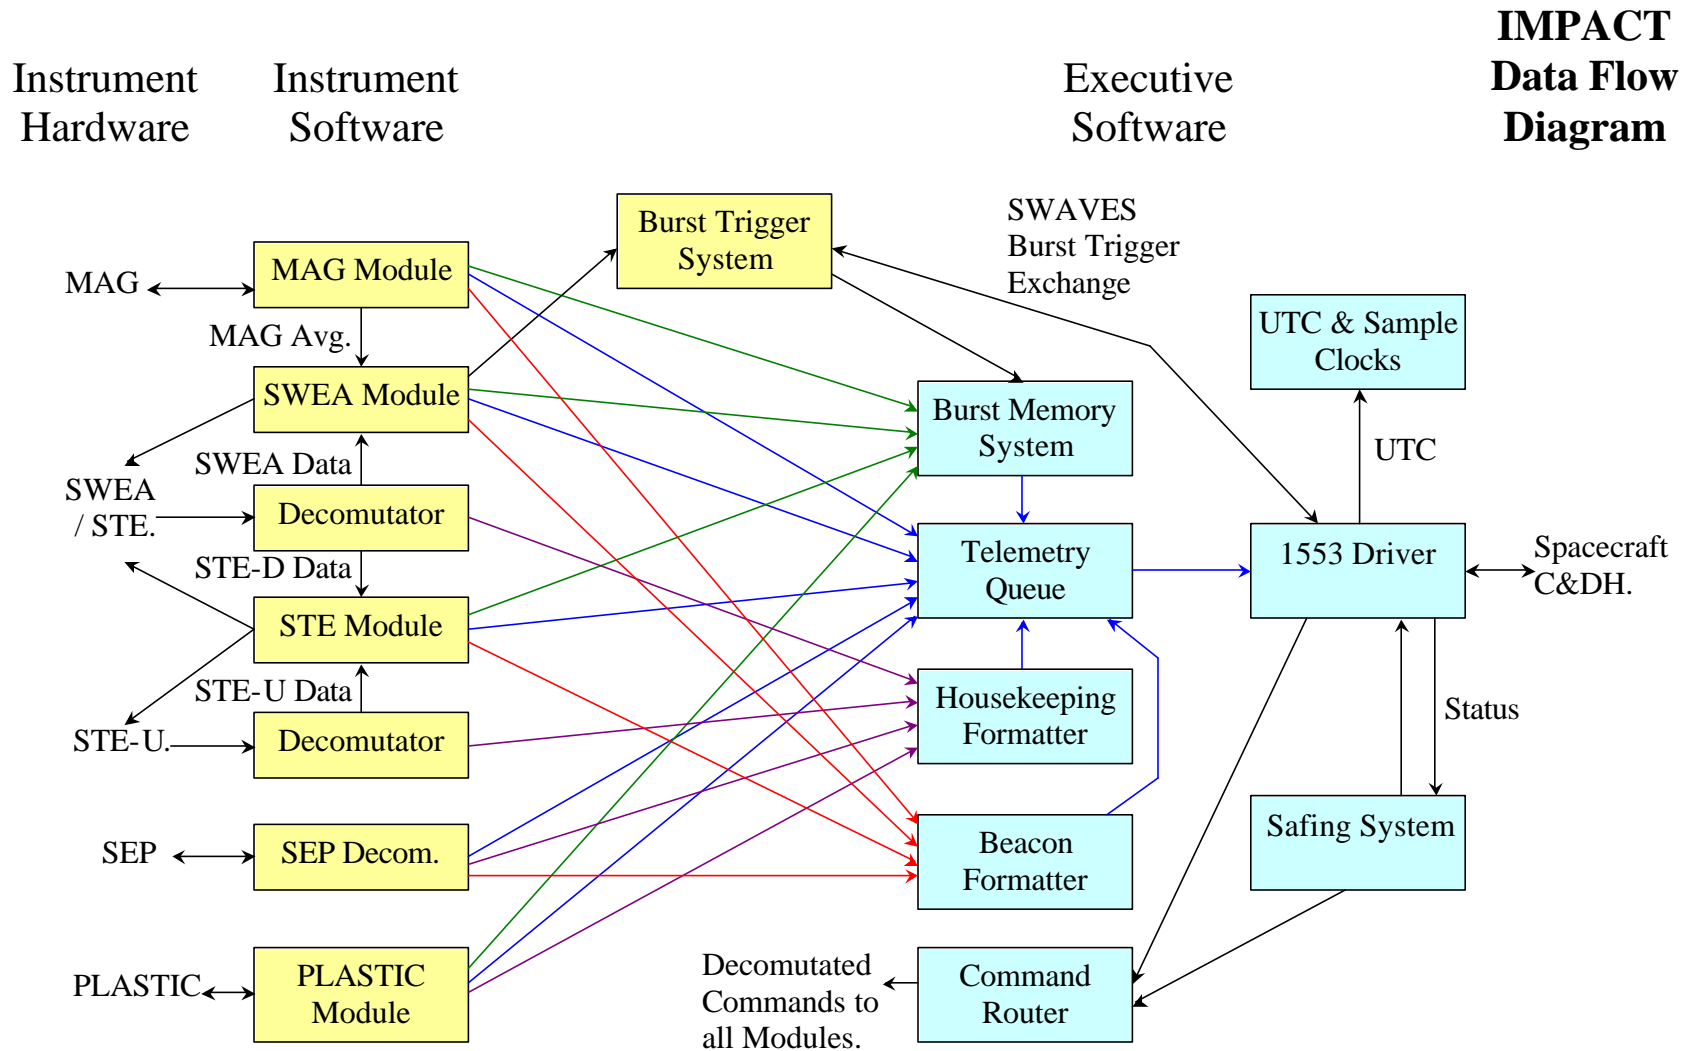 IMPACT
Data Flow
Diagram
Instrument
Hardware
Instrument
Software
Executive
Software
Burst Trigger
System
SWAVES
Burst Trigger
Exchange
MAG
MAG Module
MAG Avg.
UTC & Sample
Clocks
SWEA Module
Burst Memory
System
UTC
SWEA Data
SWEA
/ STE.
Decomutator
STE-D Data
Telemetry
Queue
1553 Driver
Spacecraft
C&DH.
STE Module
STE-U Data
Housekeeping
Formatter
Status
STE-U.
Decomutator
SEP
SEP Decom.
Beacon
Formatter
Safing System
PLASTIC
PLASTIC
Module
Decomutated
Commands to
all Modules.
Command
Router